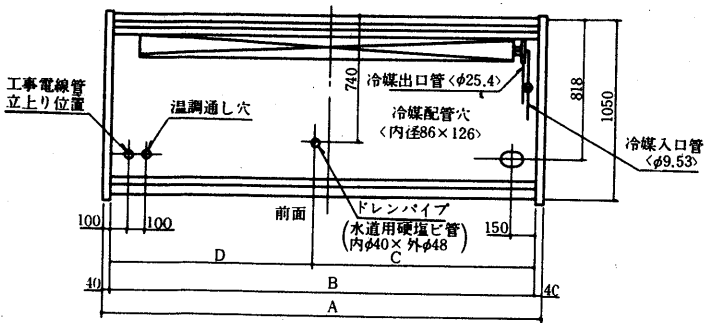 冷媒出口管<φ25.4>
740
818
1050
工事電線管
立上り位置
温調通し穴
冷媒配管穴
<内径86×126>
冷媒入口管
<φ9.53>
100
100
前面
ドレンパイプ
(水道用硬塩ビ管
内φ40×外φ48)
150
D
C
40
B
40
A